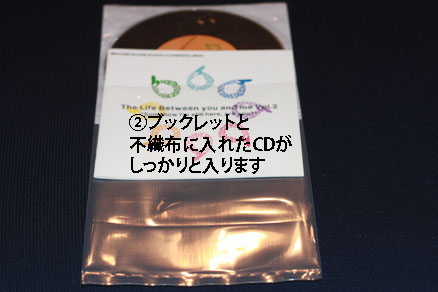 The Life Between you and me Vol.2
②ブックレットと
不織布に入れたCDが
しっかりと入ります